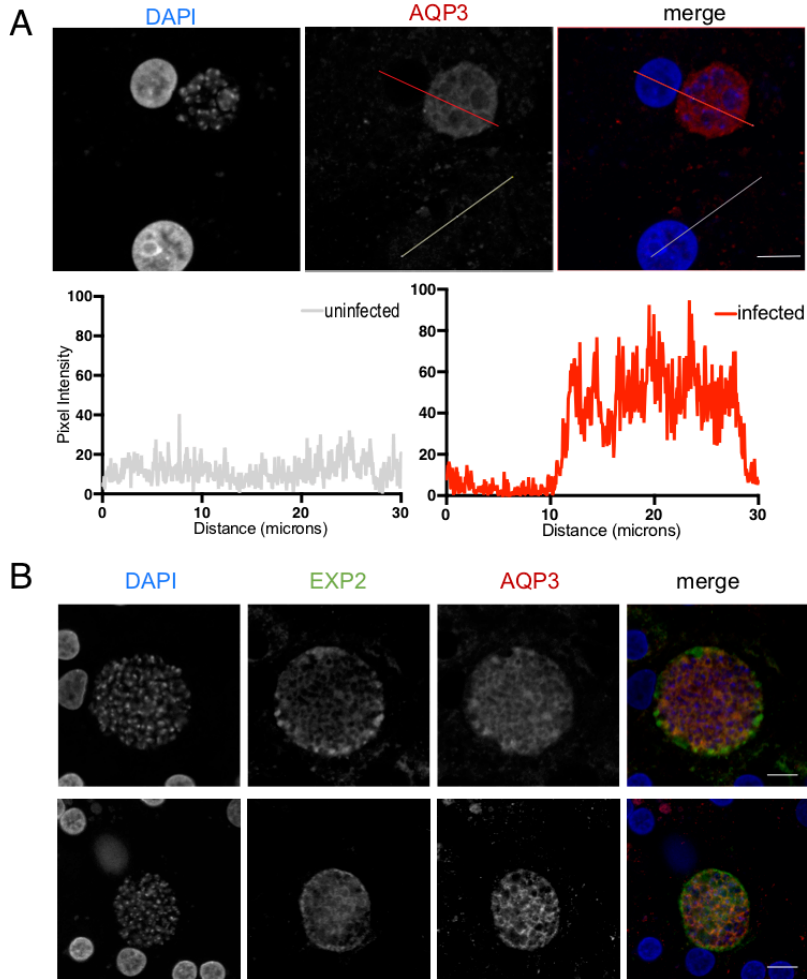 A
DAPI AQP3 merge
100
80
60
40
20
0
Pixel Intensity
uninfected
0 10 20 30
Distance (microns)
100
80
60
40
20
0
infected
0 10 20 30
Distance (microns)
B
DAPI EXP2 AQP3 merge